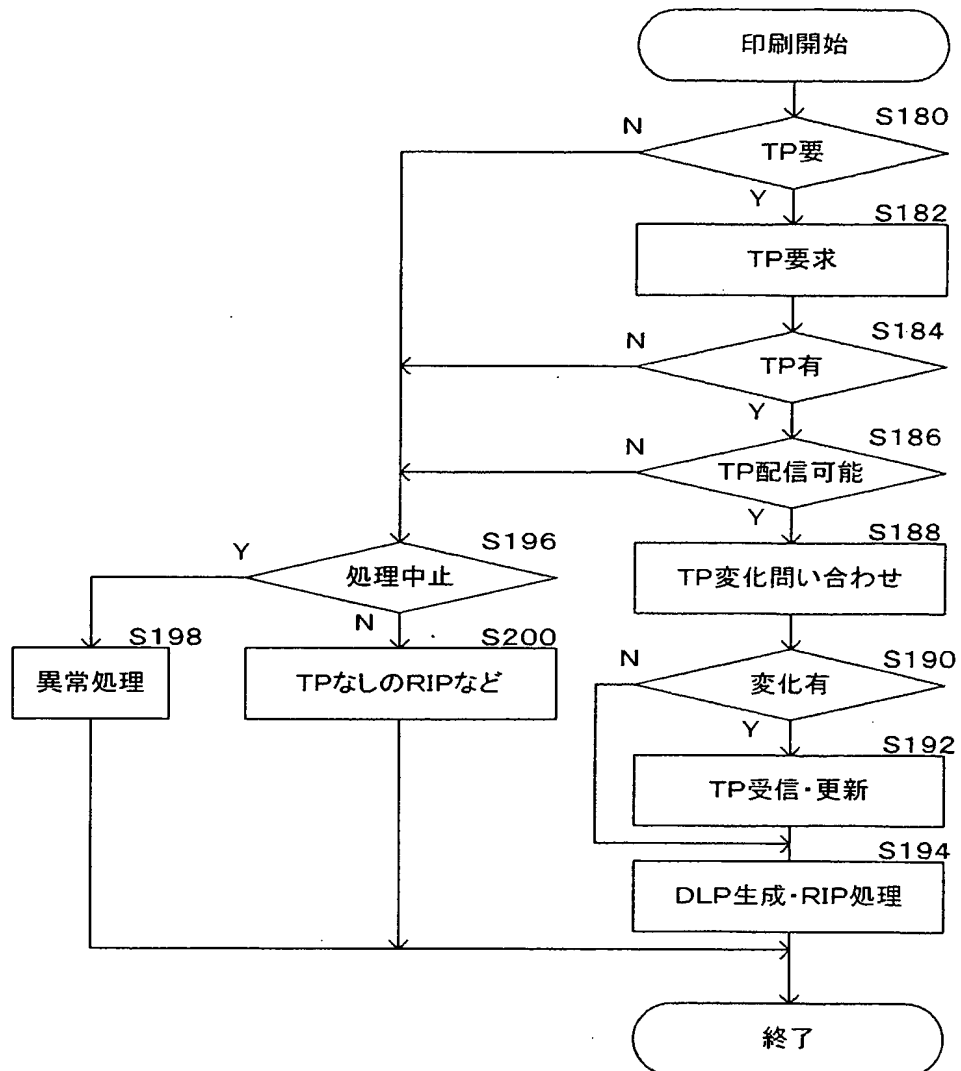 印刷開始
S180
N
TP要
Y
S182
TP要求
S184
N
TP有
Y
S186
N
TP配信可能
Y
S188
TP変化問い合わせ
S196
Y
処理中止
N
S198
異常処理
S200
TPなしのRIPなど
S190
N
変化有
Y
S192
TP受信・更新
S194
DLP生成・RIP処理
終了